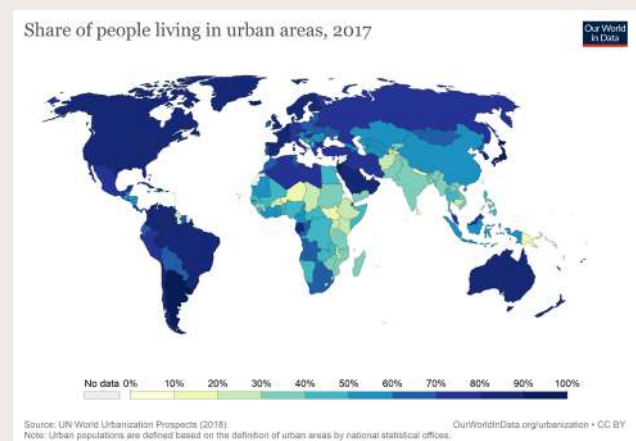 Share of people living in urban areas, 2017
Our World
in Data
No data 0% 10% 20% 30% 40% 50% 60% 70% 80% 90% 100%
Source: UN World Urbanization Prospects (2018)
OurWorldInData.org/urbanization • CC BY
Note: Urban populations are defined based on the definition of urban areas by national statistical offices.